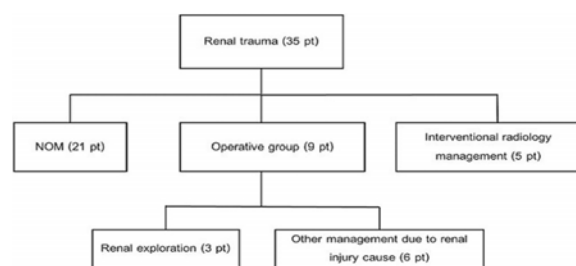 Renal trauma (35 pt)
NOM (21 pt)
Operative group (9 pt)
Interventional radiology
management (5 pt)
Renal exploration (3 pt)
Other management due to renal
injury cause (6 pt)